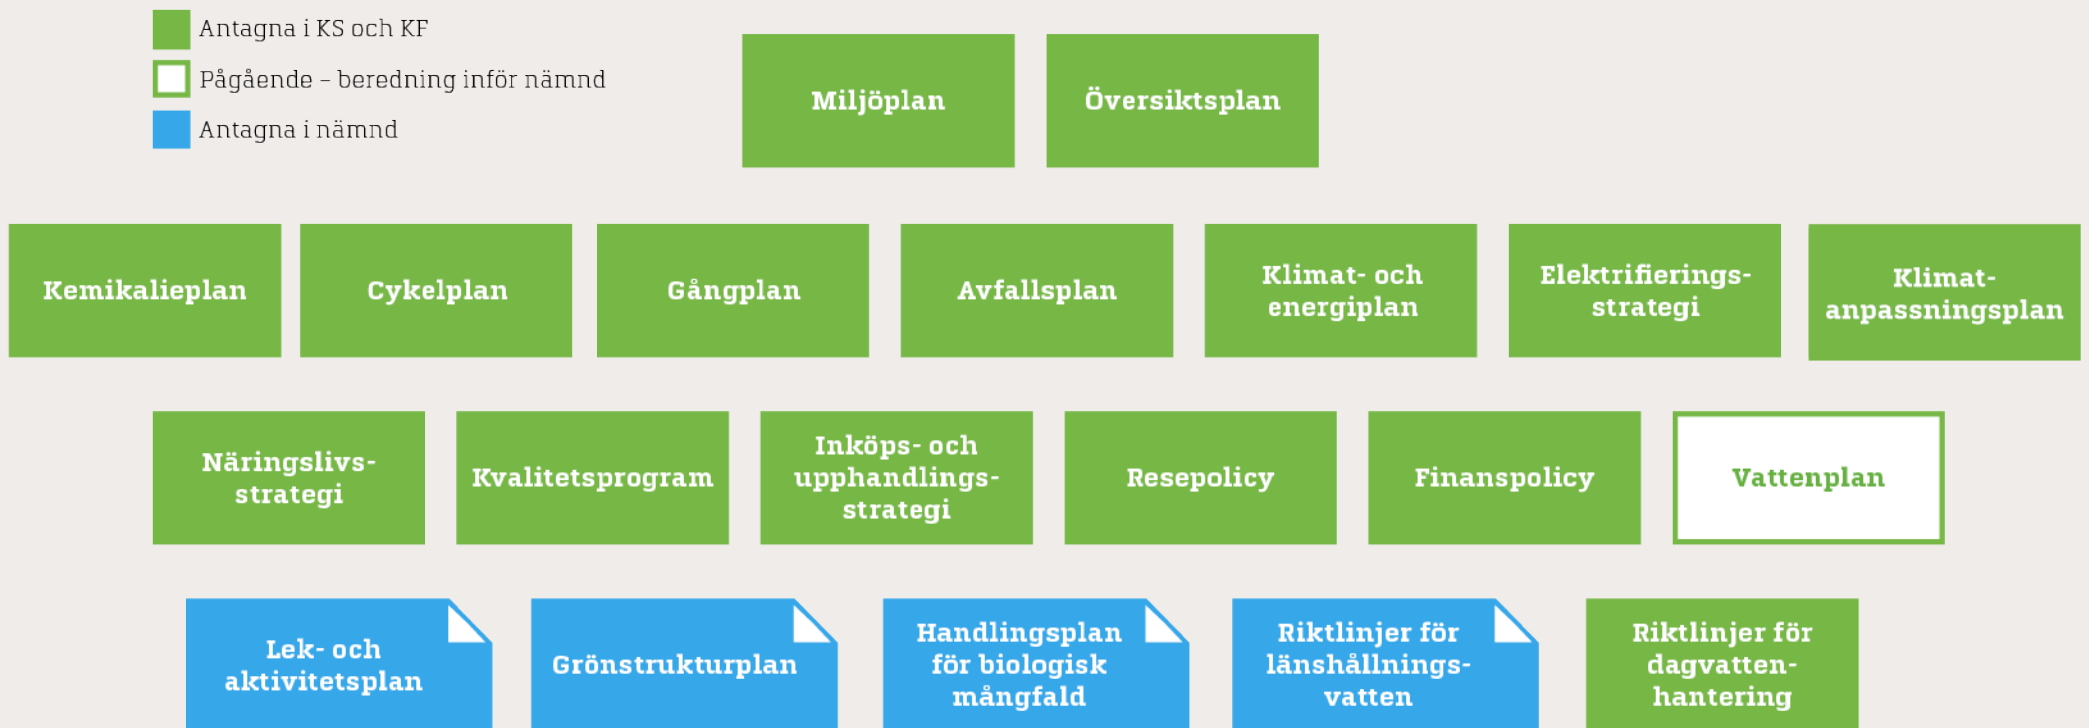 Antagna i KS och KF
Pågående – beredning inför nämnd
Antagna i nämnd
Miljöplan
Översiktsplan
Kemikalieplan
Cykelplan
Gångplan
Avfallsplan
Klimat- och
energiplan
Elektrifierings-
strategi
Klimat-
anpassningsplan
Näringslivs-
strategi
Kvalitetsprogram
Inköps- och
upphandlings-
strategi
Resepolicy
Finanspolicy
Vattenplan
Lek- och
aktivitetsplan
Grönstrukturplan
Handlingsplan
för biologisk
mångfald
Riktlinjer för
länshållnings-
vatten
Riktlinjer för
dagvatten-
hantering